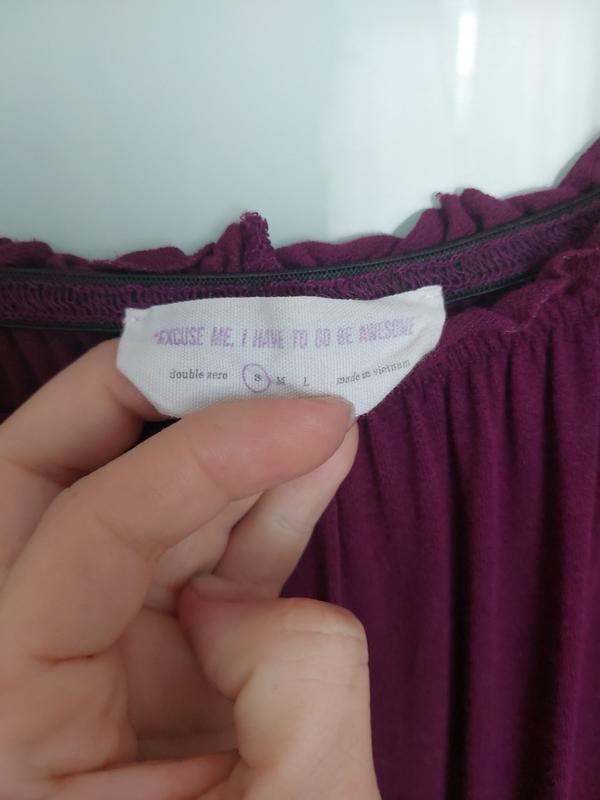 "EXCUSE ME, I HAVE TO GO BE AWESOME"
double zero S M L made in vietnam